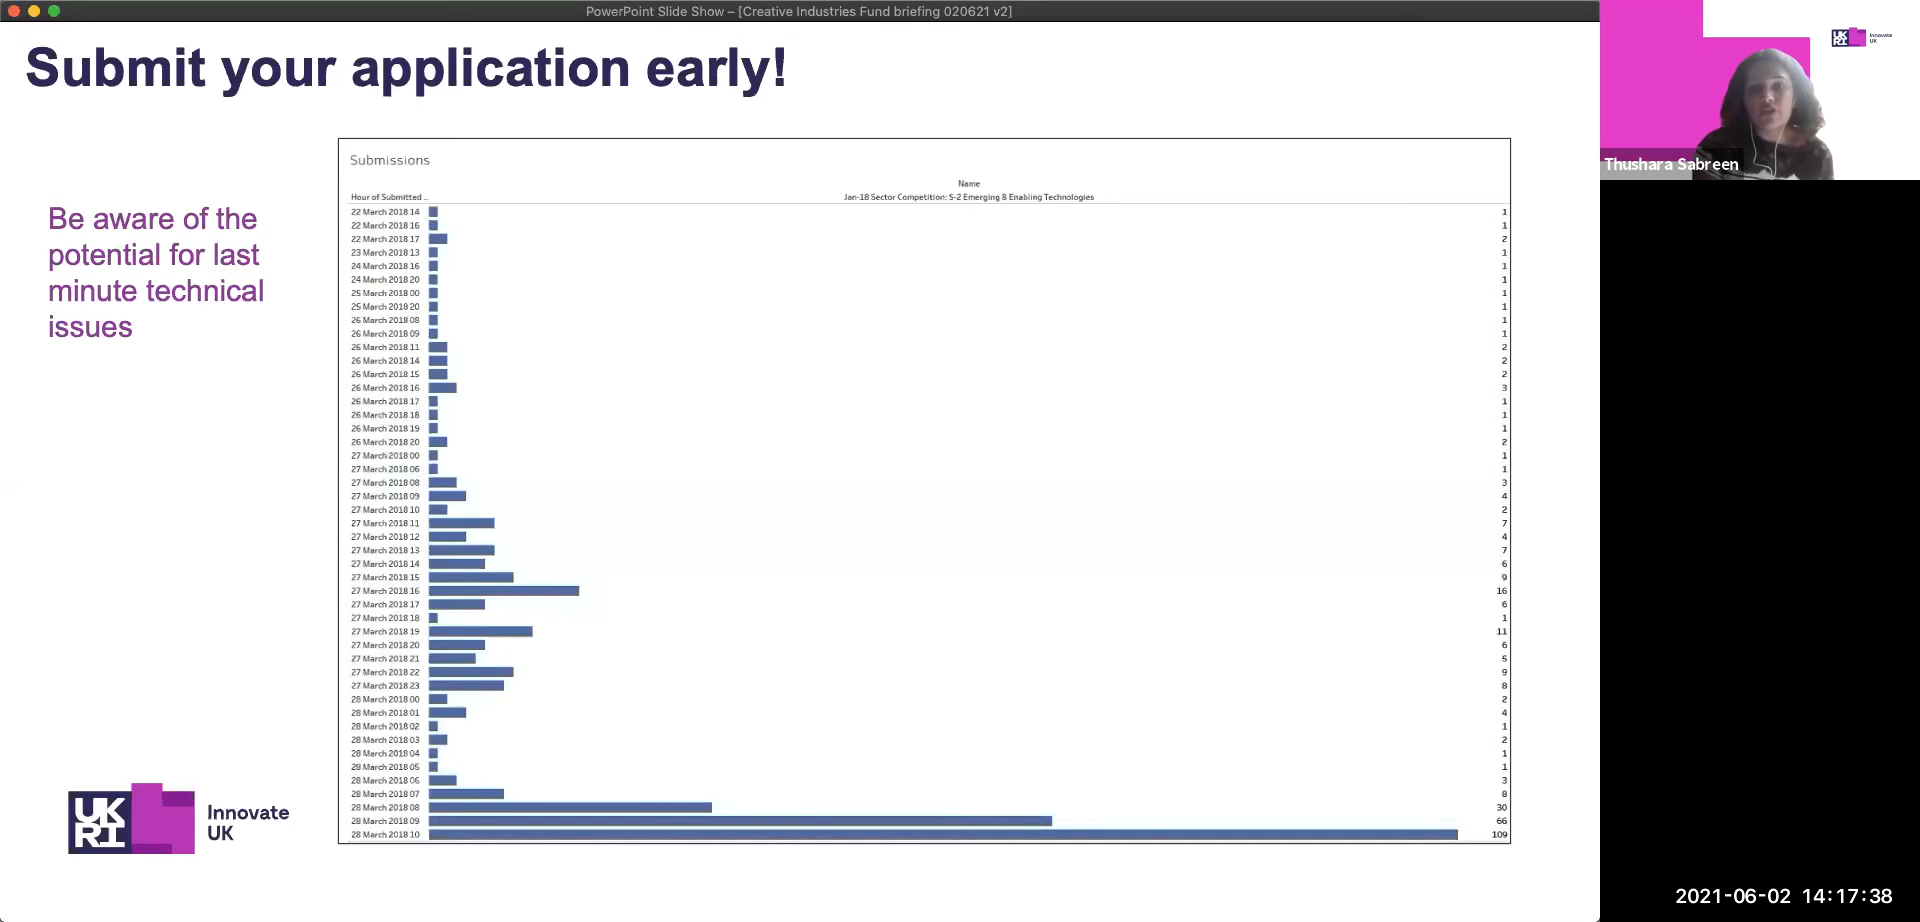 PowerPoint Slide Show – [Creative Industries Fund briefing 020621 v2]
Submit your application early!
Be aware of the
potential for last
minute technical
issues
Submissions
Name
Hour of Submitted ..
Jan-18 Sector Competition: S-2 Emerging & Enabling Technologies
22 March 2018 14 1
22 March 2018 16 1
22 March 2018 17 2
23 March 2018 13 1
24 March 2018 16 1
24 March 2018 20 1
25 March 2018 00 1
25 March 2018 20 1
26 March 2018 08 1
26 March 2018 09 1
26 March 2018 11 2
26 March 2018 14 2
26 March 2018 15 2
26 March 2018 16 3
26 March 2018 17 1
26 March 2018 18 1
26 March 2018 19 1
26 March 2018 20 2
27 March 2018 00 1
27 March 2018 06 1
27 March 2018 08 3
27 March 2018 09 4
27 March 2018 10 2
27 March 2018 11 7
27 March 2018 12 4
27 March 2018 13 7
27 March 2018 14 6
27 March 2018 15 9
27 March 2018 16 16
27 March 2018 17 6
27 March 2018 18 1
27 March 2018 19 11
27 March 2018 20 6
27 March 2018 21 5
27 March 2018 22 9
27 March 2018 23 8
28 March 2018 00 2
28 March 2018 01 4
28 March 2018 02 1
28 March 2018 03 2
28 March 2018 04 1
28 March 2018 05 1
28 March 2018 06 3
28 March 2018 07 8
28 March 2018 08 30
28 March 2018 09 66
28 March 2018 10 109
UK
RI
Innovate
UK
UK
RI
Innovate
UK
Thushara Sabreen
2021-06-02 14:17:38